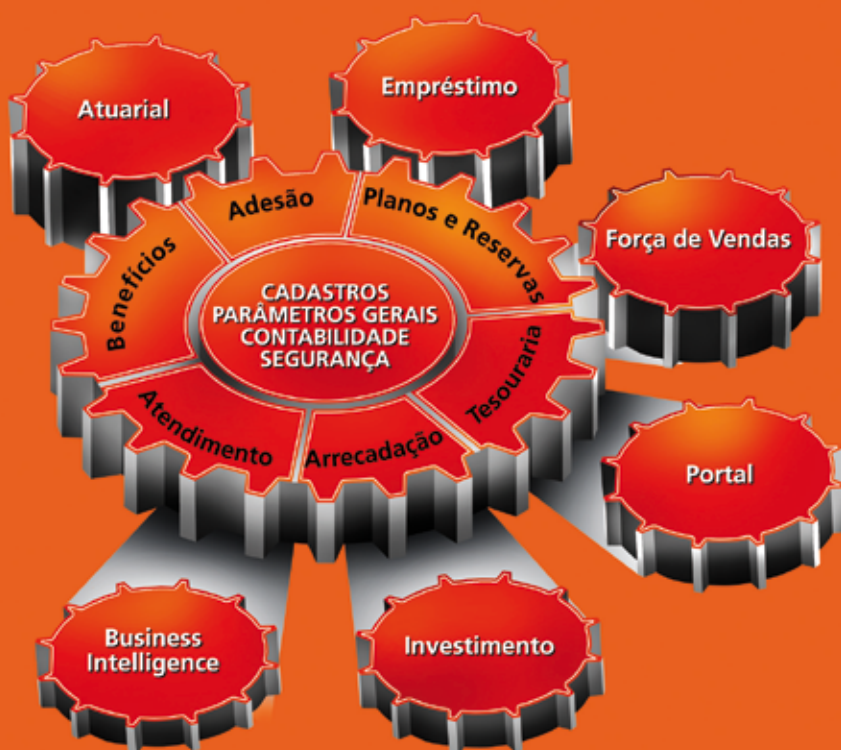 Atuarial
Empréstimo
Força de Vendas
Adesão
Planos e Reservas
Benefícios
CADASTROS
PARÂMETROS GERAIS
CONTABILIDADE
SEGURANÇA
Tesouraria
Atendimento
Arrecadação
Portal
Business
Intelligence
Investimento